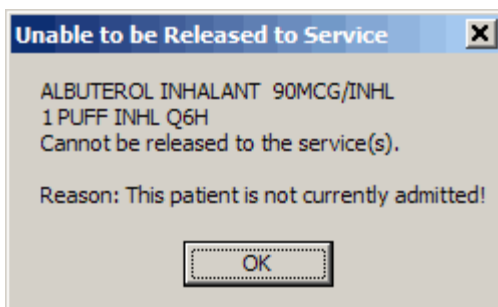 Unable to be Released to Service
ALBUTEROL INHALANT 90MCG/INHL
1 PUFF INHL Q6H
Cannot be released to the service(s).
Reason: This patient is not currently admitted!
OK